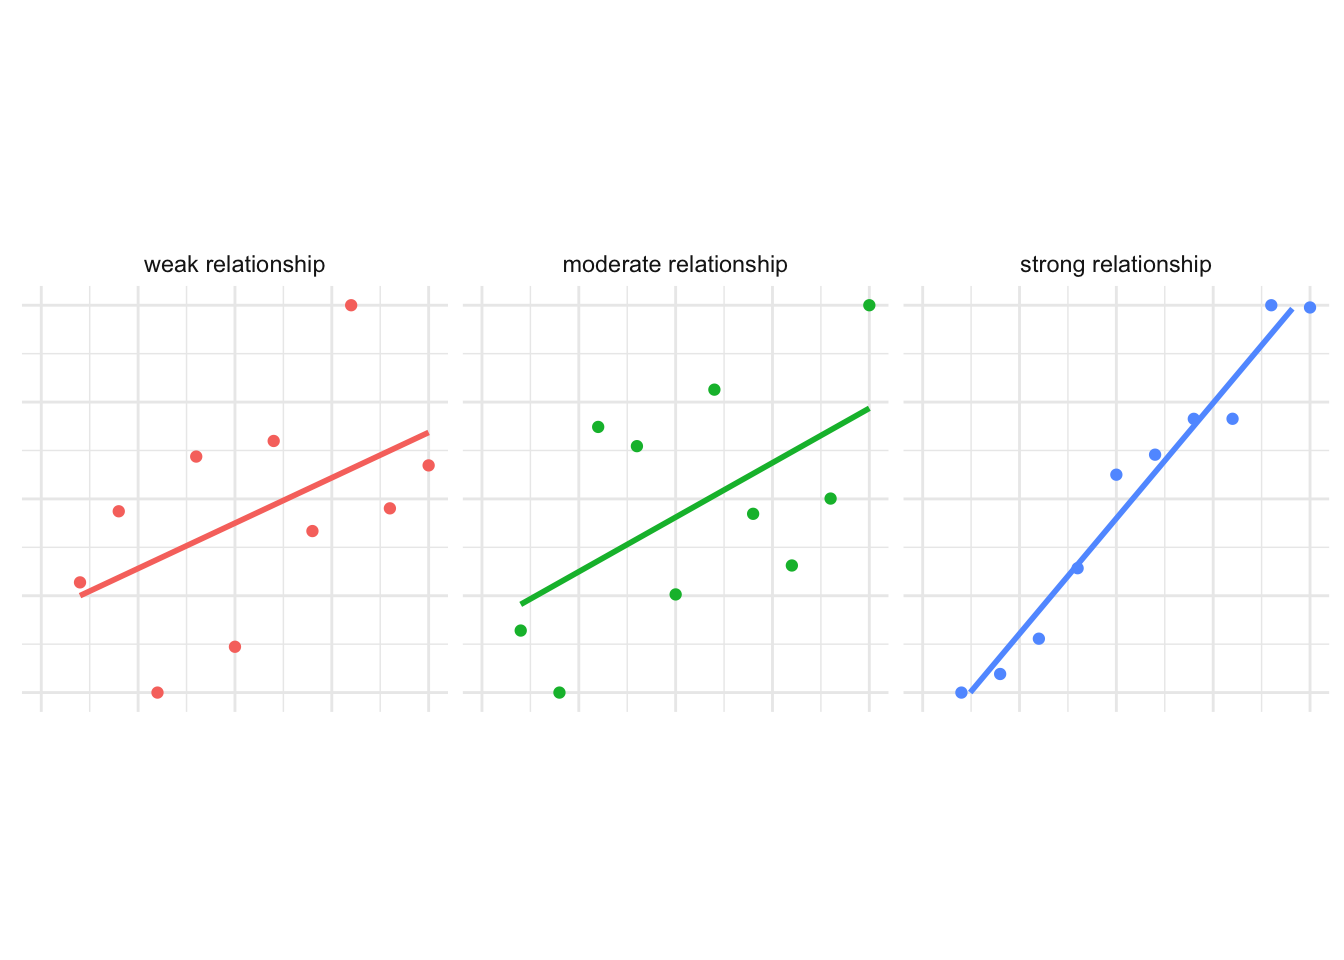 weak relationship
moderate relationship
strong relationship